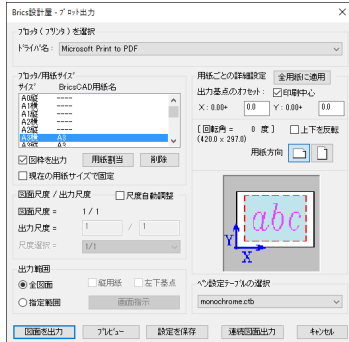 Brics設計屋 - ﾌﾟﾛｯﾄ出力
ﾌﾟﾛｯﾀ(ﾌﾟﾘﾝﾀ)を選択
ﾄﾞﾗｲﾊﾞ名: Microsoft Print to PDF
ﾌﾟﾛｯﾀ/用紙ｻｲｽﾞ
ｻｲｽﾞ BricsCAD用紙名
A0縦 ----
A1横 ----
A1縦 ----
A2横 ----
A2縦 ----
A3横 A3
A3縦 A3
図枠を出力 用紙割当 削除
現在の用紙サイズで固定
用紙ごとの詳細設定 全用紙に適用
出力基点のオフセット: 印刷中心
X: 0.00+ 0.0 Y: 0.00+ 0.0
[回転角 = 0 度] 上下を反転
(420.0 x 297.0)
用紙方向
図面尺度 / 出力尺度 尺度自動調整
図面尺度 = 1 / 1
出力尺度 = 1 / 1
尺度選択 = 1/1
abc
Y
X
出力範囲
全図面 縦用紙 左下基点
指定範囲 画面指示
ﾍﾟﾝ設定ﾃｰﾌﾞﾙの選択
monochrome.ctb
図面を出力 ﾌﾟﾚﾋﾞｭｰ 設定を保存 連続図面出力 ｷｬﾝｾﾙ